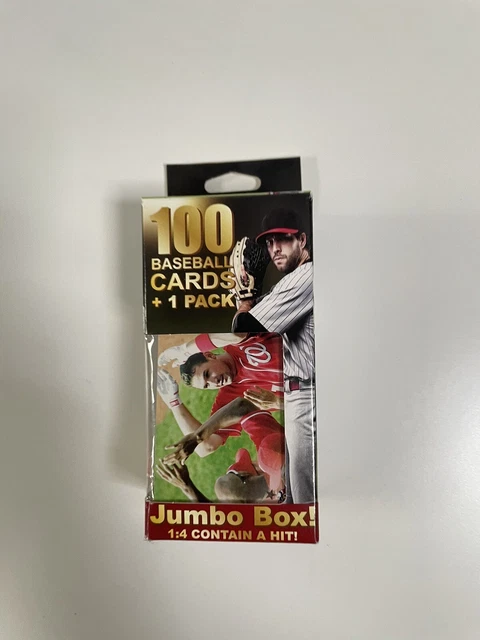 100
BASEBALL
CARDS
+ 1 PACK
W
Jumbo Box!
1:4 CONTAIN A HIT!